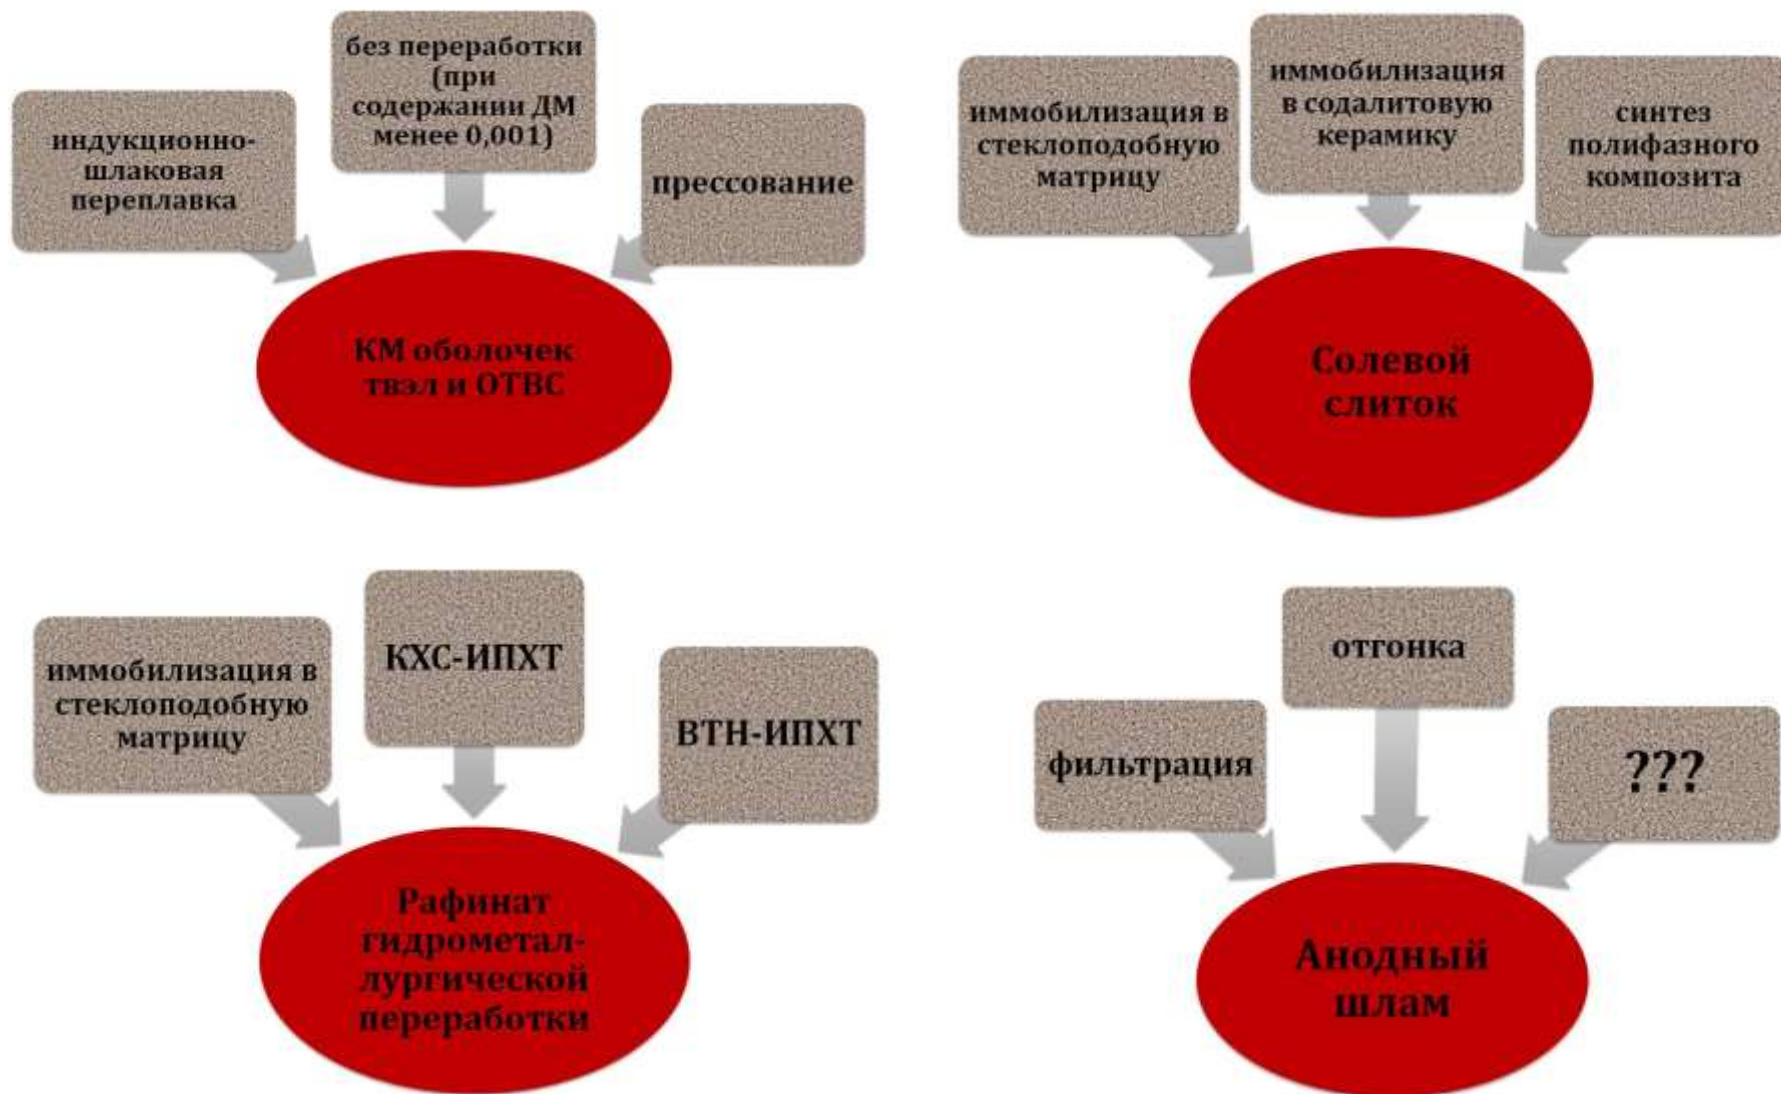 индукционно-
шлаковая
переплавка
без переработки
(при
содержании ДМ
менее 0,001)
прессование
КМ оболочек
твэл и ОТВС
иммобилизация в
стеклоподобную
матрицу
иммобилизация
в содалитовую
керамику
синтез
полифазного
композита
Солевой
слиток
иммобилизация в
стеклоподобную
матрицу
КХС-ИПХТ
ВТН-ИПХТ
Рафинат
гидрометал-
лургической
переработки
фильтрация
отгонка
???
Анодный
шлам